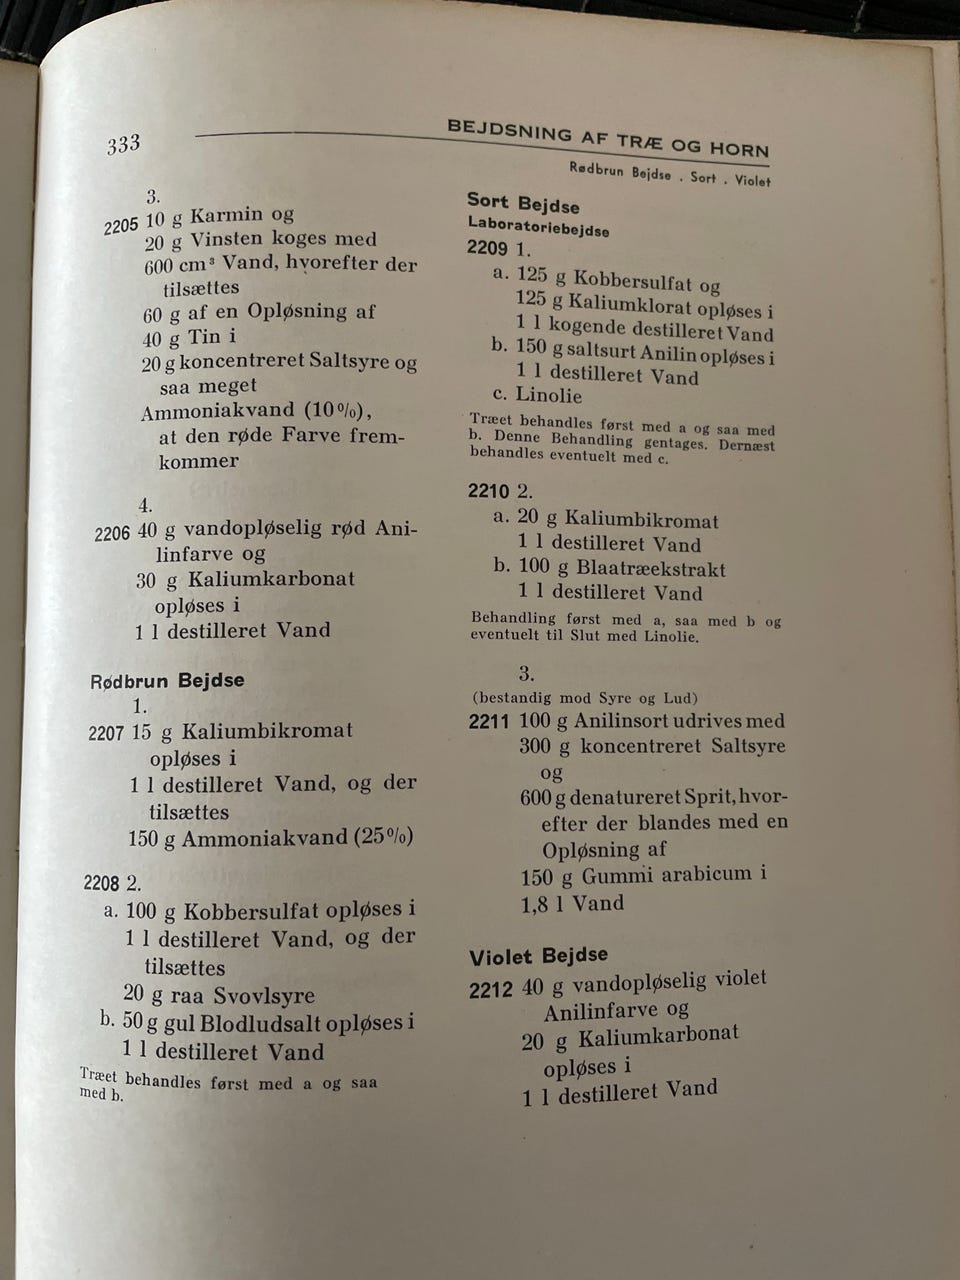 333
BEJDSNING AF TRÆ OG HORN
Rødbrun Bejdse . Sort . Violet
3.
2205 10 g Karmin og
20 g Vinsten koges med
600 cm³ Vand, hvorefter der
tilsættes
60 g af en Opløsning af
40 g Tin i
20 g koncentreret Saltsyre og
saa meget
Ammoniakvand (10%),
at den røde Farve frem-
kommer
4.
2206 40 g vandopløselig rød Ani-
linfarve og
30 g Kaliumkarbonat
opløses i
1 l destilleret Vand
Rødbrun Bejdse
1.
2207 15 g Kaliumbikromat
opløses i
1 l destilleret Vand, og der
tilsættes
150 g Ammoniakvand (25%)
2208 2.
a. 100 g Kobbersulfat opløses i
1 l destilleret Vand, og der
tilsættes
20 g raa Svovlsyre
b. 50 g gul Blodludsalt opløses i
1 l destilleret Vand
Træet behandles først med a og saa
med b.
Sort Bejdse
Laboratoriebejdse
2209 1.
a. 125 g Kobbersulfat og
125 g Kaliumklorat opløses i
1 l kogende destilleret Vand
b. 150 g saltsurt Anilin opløses i
1 l destilleret Vand
c. Linolie
Træet behandles først med a og saa med
b. Denne Behandling gentages. Dernæst
behandles eventuelt med c.
2210 2.
a. 20 g Kaliumbikromat
1 l destilleret Vand
b. 100 g Blaatræekstrakt
1 l destilleret Vand
Behandling først med a, saa med b og
eventuelt til Slut med Linolie.
3.
(bestandig mod Syre og Lud)
2211 100 g Anilinsort udrives med
300 g koncentreret Saltsyre
og
600 g denatureret Sprit, hvor-
efter der blandes med en
Opløsning af
150 g Gummi arabicum i
1,8 l Vand
Violet Bejdse
2212 40 g vandopløselig violet
Anilinfarve og
20 g Kaliumkarbonat
opløses i
1 l destilleret Vand